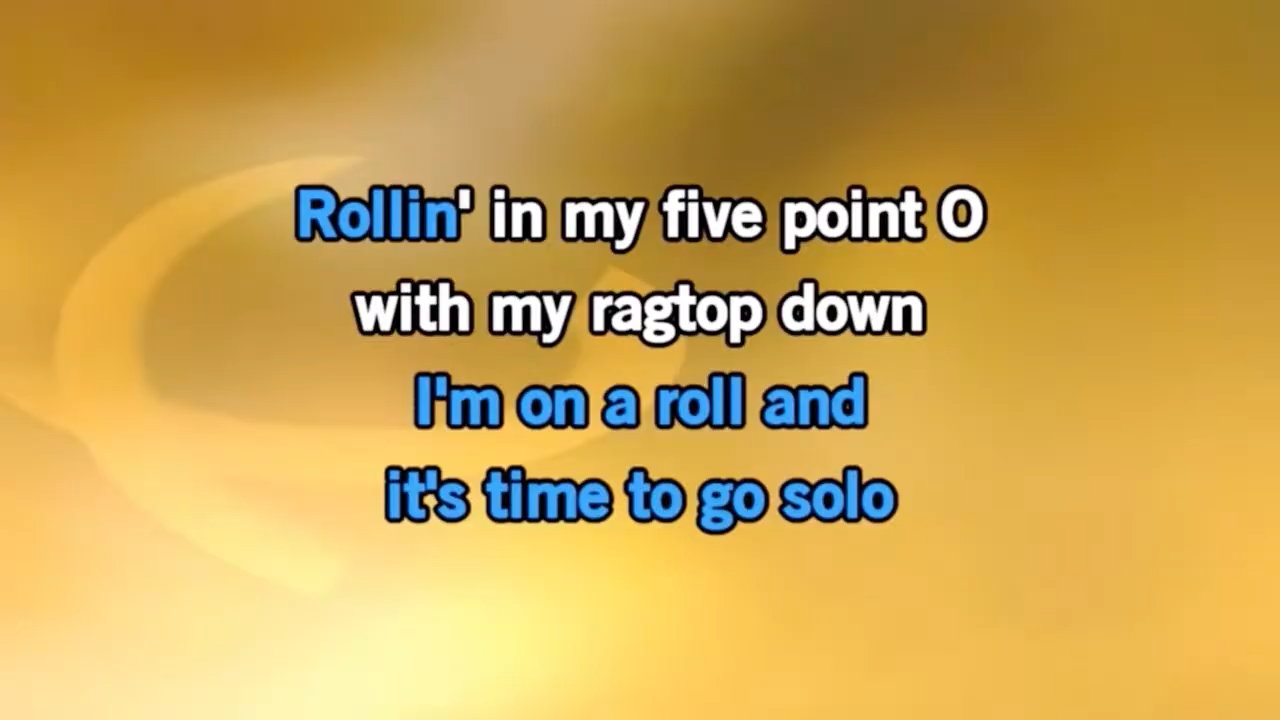 Rollin' in my five point O
with my ragtop down
I'm on a roll and
it's time to go solo